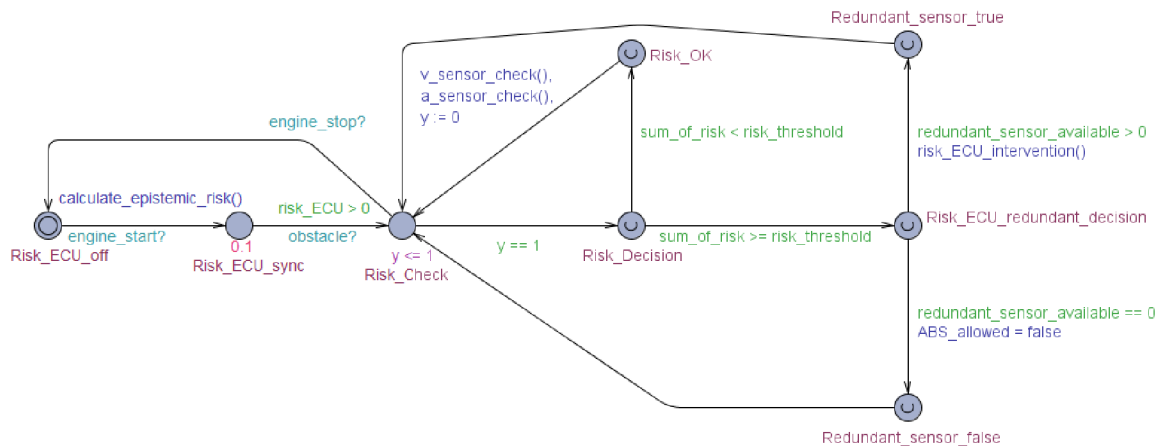 Redundant_sensor_true
Risk_OK
v_sensor_check(),
a_sensor_check(),
y := 0
engine_stop?
sum_of_risk < risk_threshold
redundant_sensor_available > 0
risk_ECU_intervention()
calculate_epistemic_risk()
risk_ECU > 0
engine_start?
obstacle?
y == 1
sum_of_risk >= risk_threshold
Risk_ECU_redundant_decision
Risk_ECU_off
0.1
Risk_ECU_sync
y <= 1
Risk_Check
Risk_Decision
redundant_sensor_available == 0
ABS_allowed = false
Redundant_sensor_false